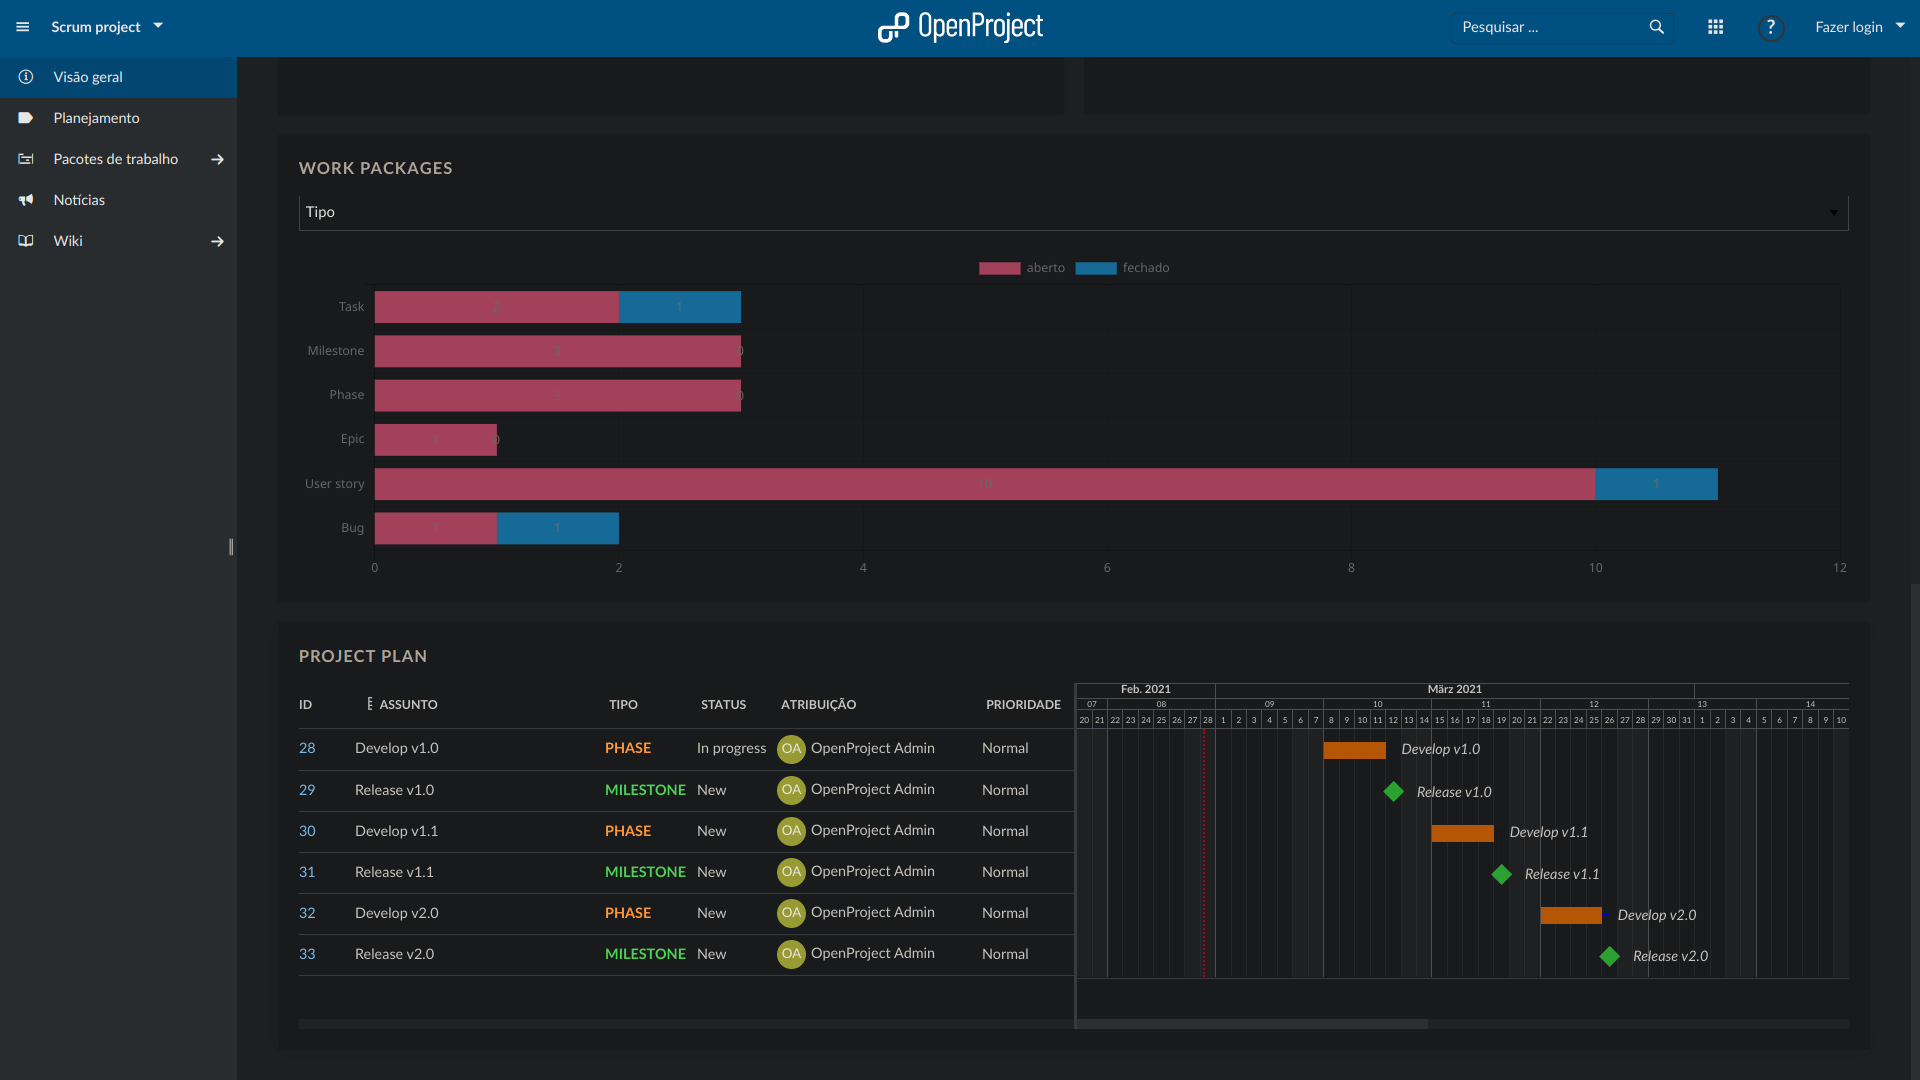 Scrum project
OpenProject
Pesquisar ...
?
Fazer login
Visão geral
Planejamento
Pacotes de trabalho
Notícias
Wiki
WORK PACKAGES
Tipo
aberto fechado
Task 2 1
Milestone 3 0
Phase 3 0
Epic 1 0
User story 10 1
Bug 1 1
0 2 4 6 8 10 12
PROJECT PLAN
Feb. 2021 März 2021
07 08 09 10 11 12 13 14
ID ASSUNTO TIPO STATUS ATRIBUIÇÃO PRIORIDADE
20 21 22 23 24 25 26 27 28 1 2 3 4 5 6 7 8 9 10 11 12 13 14 15 16 17 18 19 20 21 22 23 24 25 26 27 28 29 30 31 1 2 3 4 5 6 7 8 9 10
28 Develop v1.0 PHASE In progress OA OpenProject Admin Normal Develop v1.0
29 Release v1.0 MILESTONE New OA OpenProject Admin Normal Release v1.0
30 Develop v1.1 PHASE New OA OpenProject Admin Normal Develop v1.1
31 Release v1.1 MILESTONE New OA OpenProject Admin Normal Release v1.1
32 Develop v2.0 PHASE New OA OpenProject Admin Normal Develop v2.0
33 Release v2.0 MILESTONE New OA OpenProject Admin Normal Release v2.0